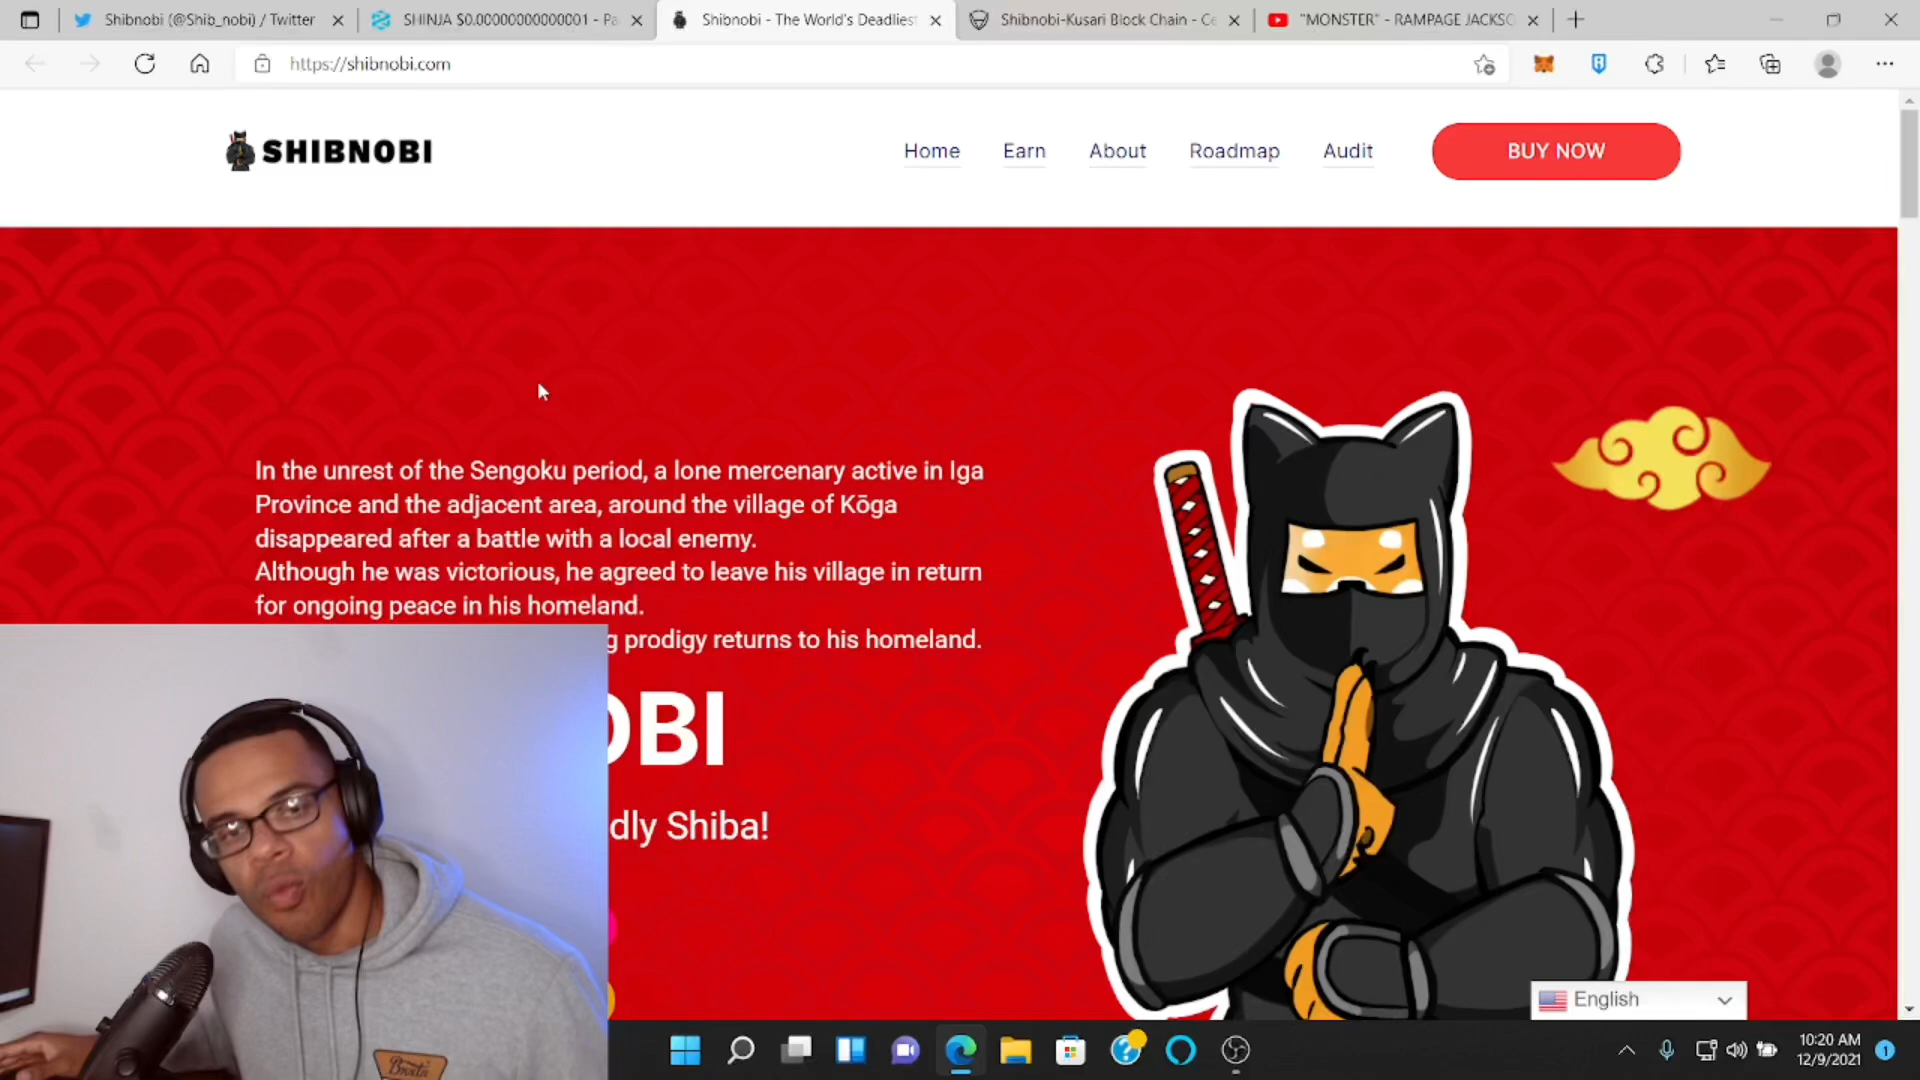 Shibnobi (@Shib_nobi) / Twitter
SHINJA $0.00000000000001 - Pa
Shibnobi - The World's Deadlies
Shibnobi-Kusari Block Chain - Ce
"MONSTER" - RAMPAGE JACKSO
https://shibnobi.com
SHIBNOBI
Home
Earn
About
Roadmap
Audit
BUY NOW
In the unrest of the Sengoku period, a lone mercenary active in Iga
Province and the adjacent area, around the village of Kōga
disappeared after a battle with a local enemy.
Although he was victorious, he agreed to leave his village in return
for ongoing peace in his homeland.
g prodigy returns to his homeland.
OBI
dly Shiba!
English
10:20 AM
12/9/2021
1